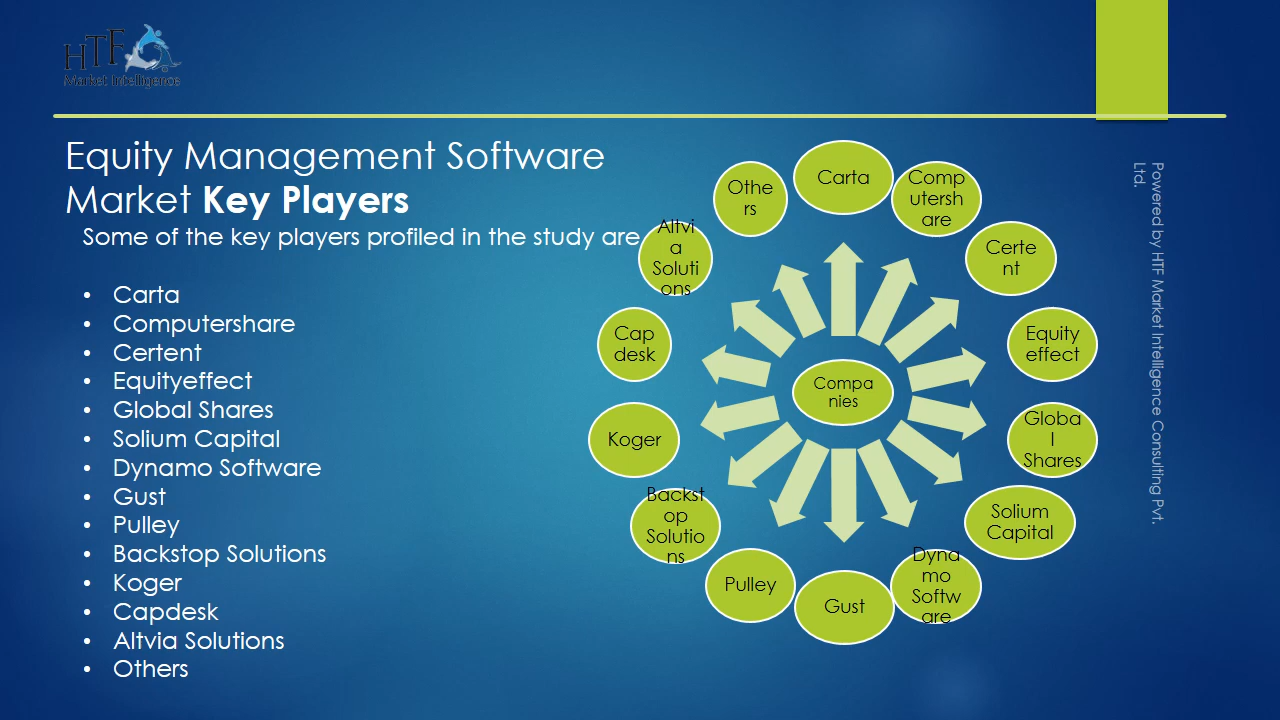 HTF
Market Intelligence
Equity Management Software
Market Key Players
Some of the key players profiled in the study are
• Carta
• Computershare
• Certent
• Equityeffect
• Global Shares
• Solium Capital
• Dynamo Software
• Gust
• Pulley
• Backstop Solutions
• Koger
• Capdesk
• Altvia Solutions
• Others
Carta
Comp
utersh
are
Certe
nt
Equity
effect
Globa
l
Shares
Solium
Capital
Dyna
mo
Softw
are
Gust
Pulley
Backst
op
Solutio
ns
Koger
Cap
desk
Altvi
a
Soluti
ons
Othe
rs
Compa
nies
Powered by HTF Market Intelligence Consulting Pvt.
Ltd.